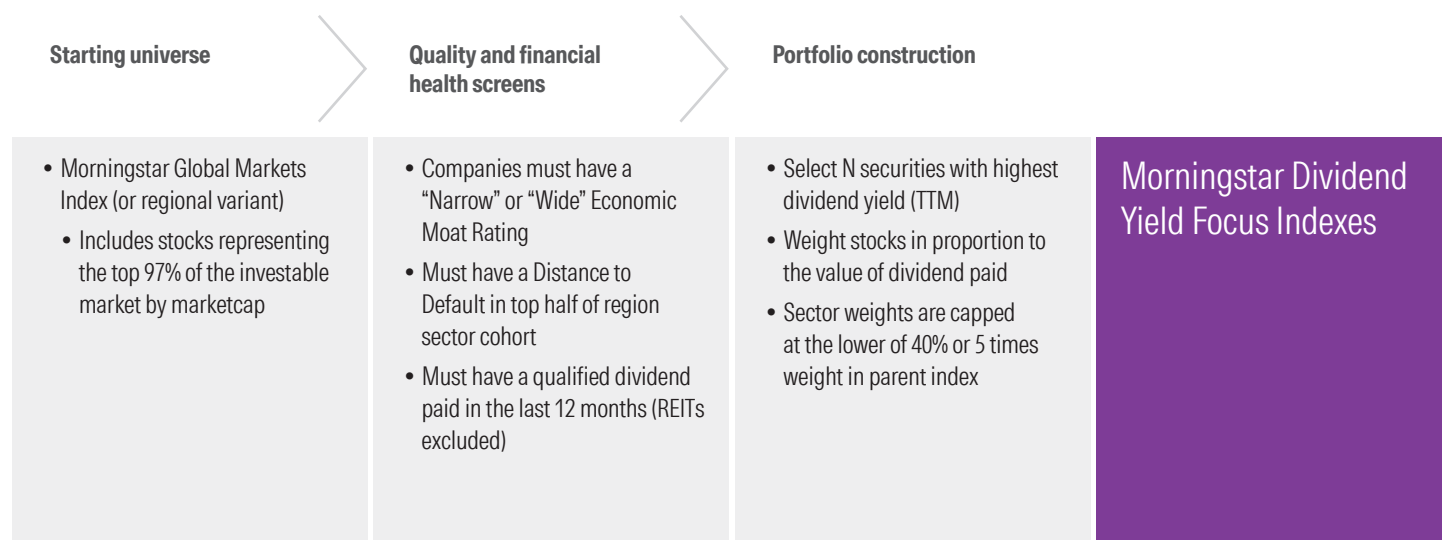 Starting universe
Quality and financial
health screens
Portfolio construction
• Morningstar Global Markets
Index (or regional variant)
• Includes stocks representing
the top 97% of the investable
market by marketcap
• Companies must have a
“Narrow” or “Wide” Economic
Moat Rating
• Must have a Distance to
Default in top half of region
sector cohort
• Must have a qualified dividend
paid in the last 12 months (REITs
excluded)
• Select N securities with highest
dividend yield (TTM)
• Weight stocks in proportion to
the value of dividend paid
• Sector weights are capped
at the lower of 40% or 5 times
weight in parent index
Morningstar Dividend
Yield Focus Indexes